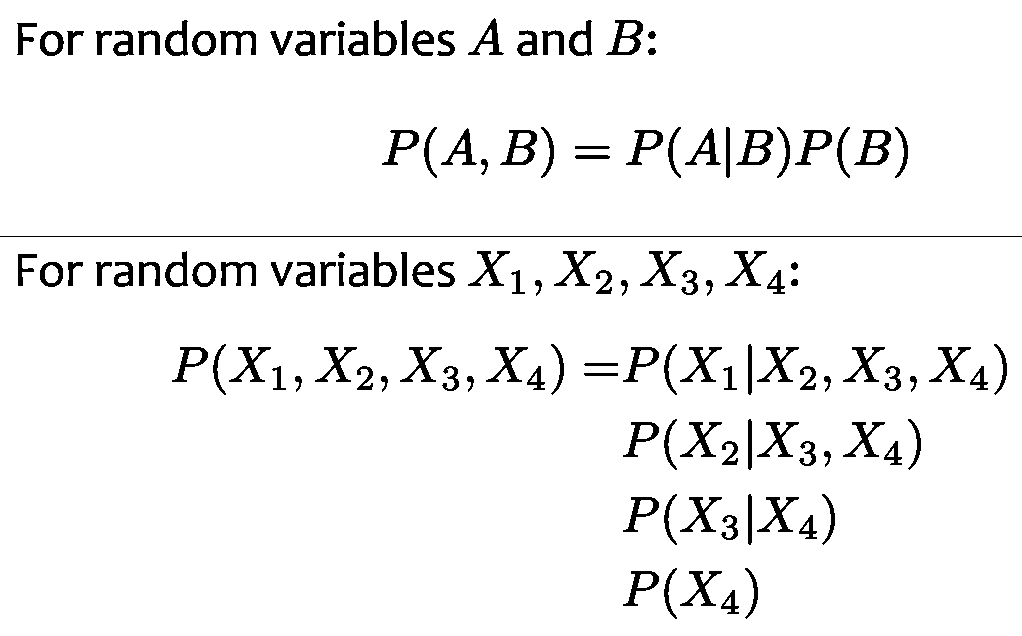 For random variables A and B:
P(A, B) = P(A|B)P(B)
For random variables X₁, X₂, X₃, X₄:
P(X₁, X₂, X₃, X₄) =P(X₁|X₂, X₃, X₄)
P(X₂|X₃, X₄)
P(X₃|X₄)
P(X₄)